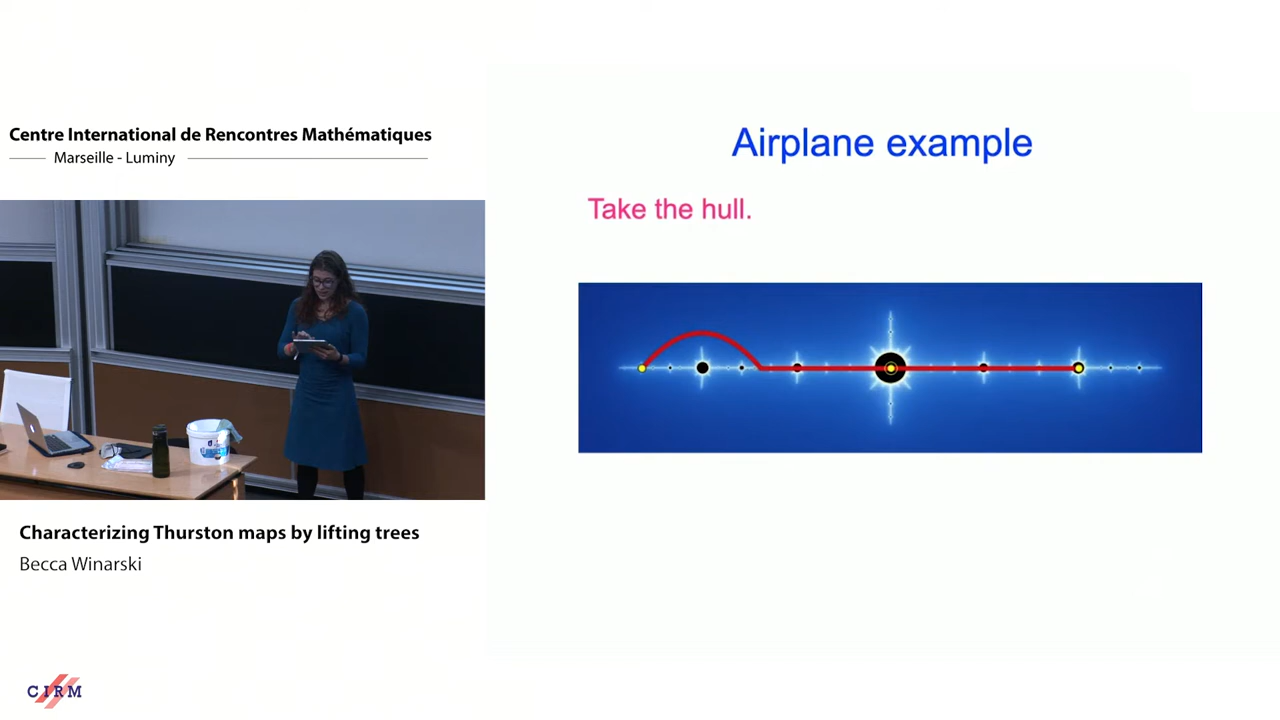 Centre International de Rencontres Mathématiques
Marseille - Luminy
Airplane example
Take the hull.
Characterizing Thurston maps by lifting trees
Becca Winarski
CIRM